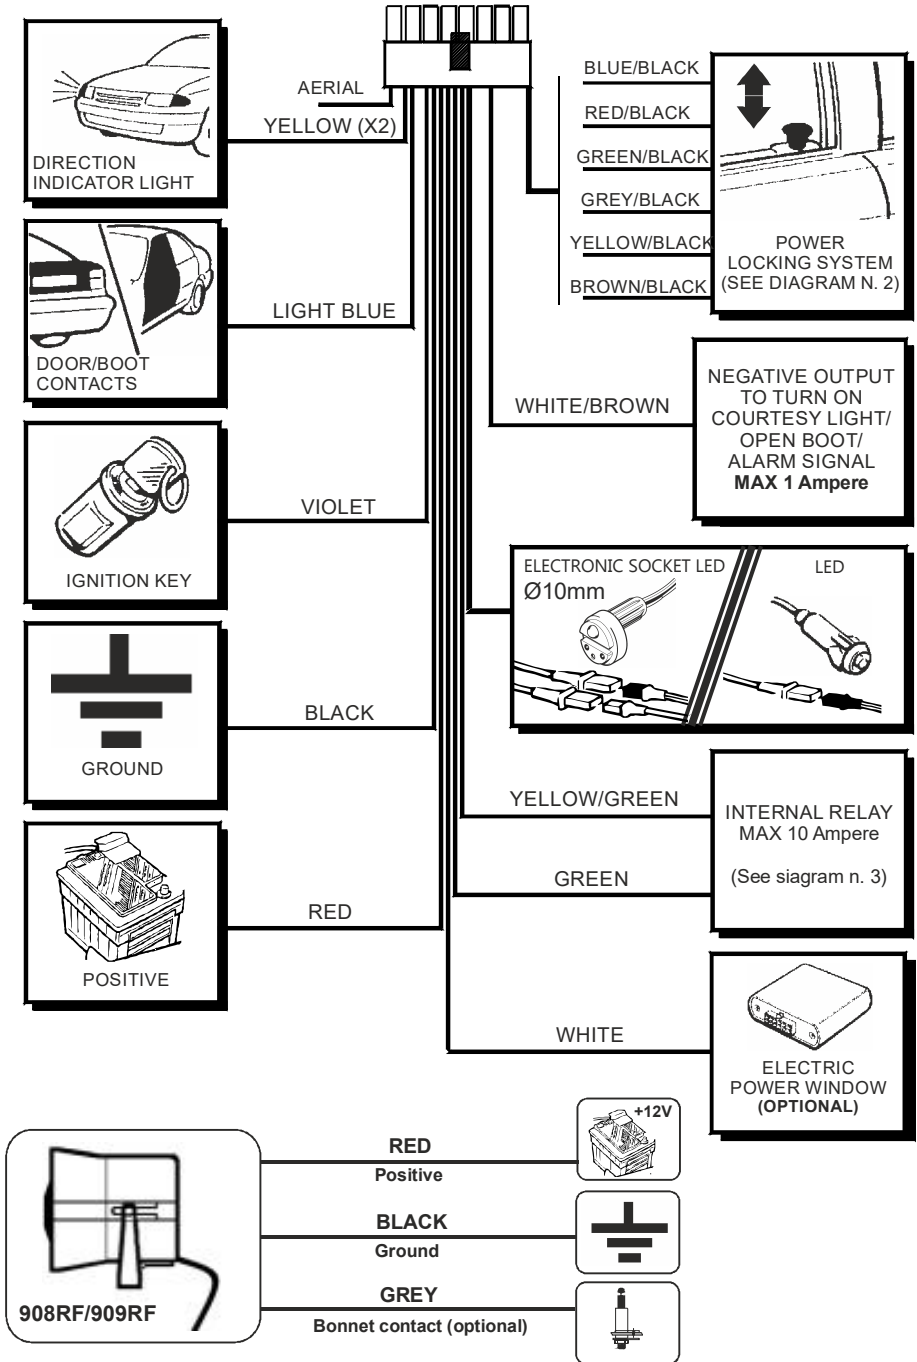 AERIAL
YELLOW (X2)
DIRECTION
INDICATOR LIGHT
LIGHT BLUE
DOOR/BOOT
CONTACTS
VIOLET
IGNITION KEY
BLACK
GROUND
RED
POSITIVE
BLUE/BLACK
RED/BLACK
GREEN/BLACK
GREY/BLACK
YELLOW/BLACK
BROWN/BLACK
POWER
LOCKING SYSTEM
(SEE DIAGRAM N. 2)
WHITE/BROWN
NEGATIVE OUTPUT
TO TURN ON
COURTESY LIGHT/
OPEN BOOT/
ALARM SIGNAL
MAX 1 Ampere
ELECTRONIC SOCKET LED
Ø10mm
LED
YELLOW/GREEN
GREEN
INTERNAL RELAY
MAX 10 Ampere
(See siagram n. 3)
WHITE
ELECTRIC
POWER WINDOW
(OPTIONAL)
908RF/909RF
RED
Positive
+12V
BLACK
Ground
GREY
Bonnet contact (optional)